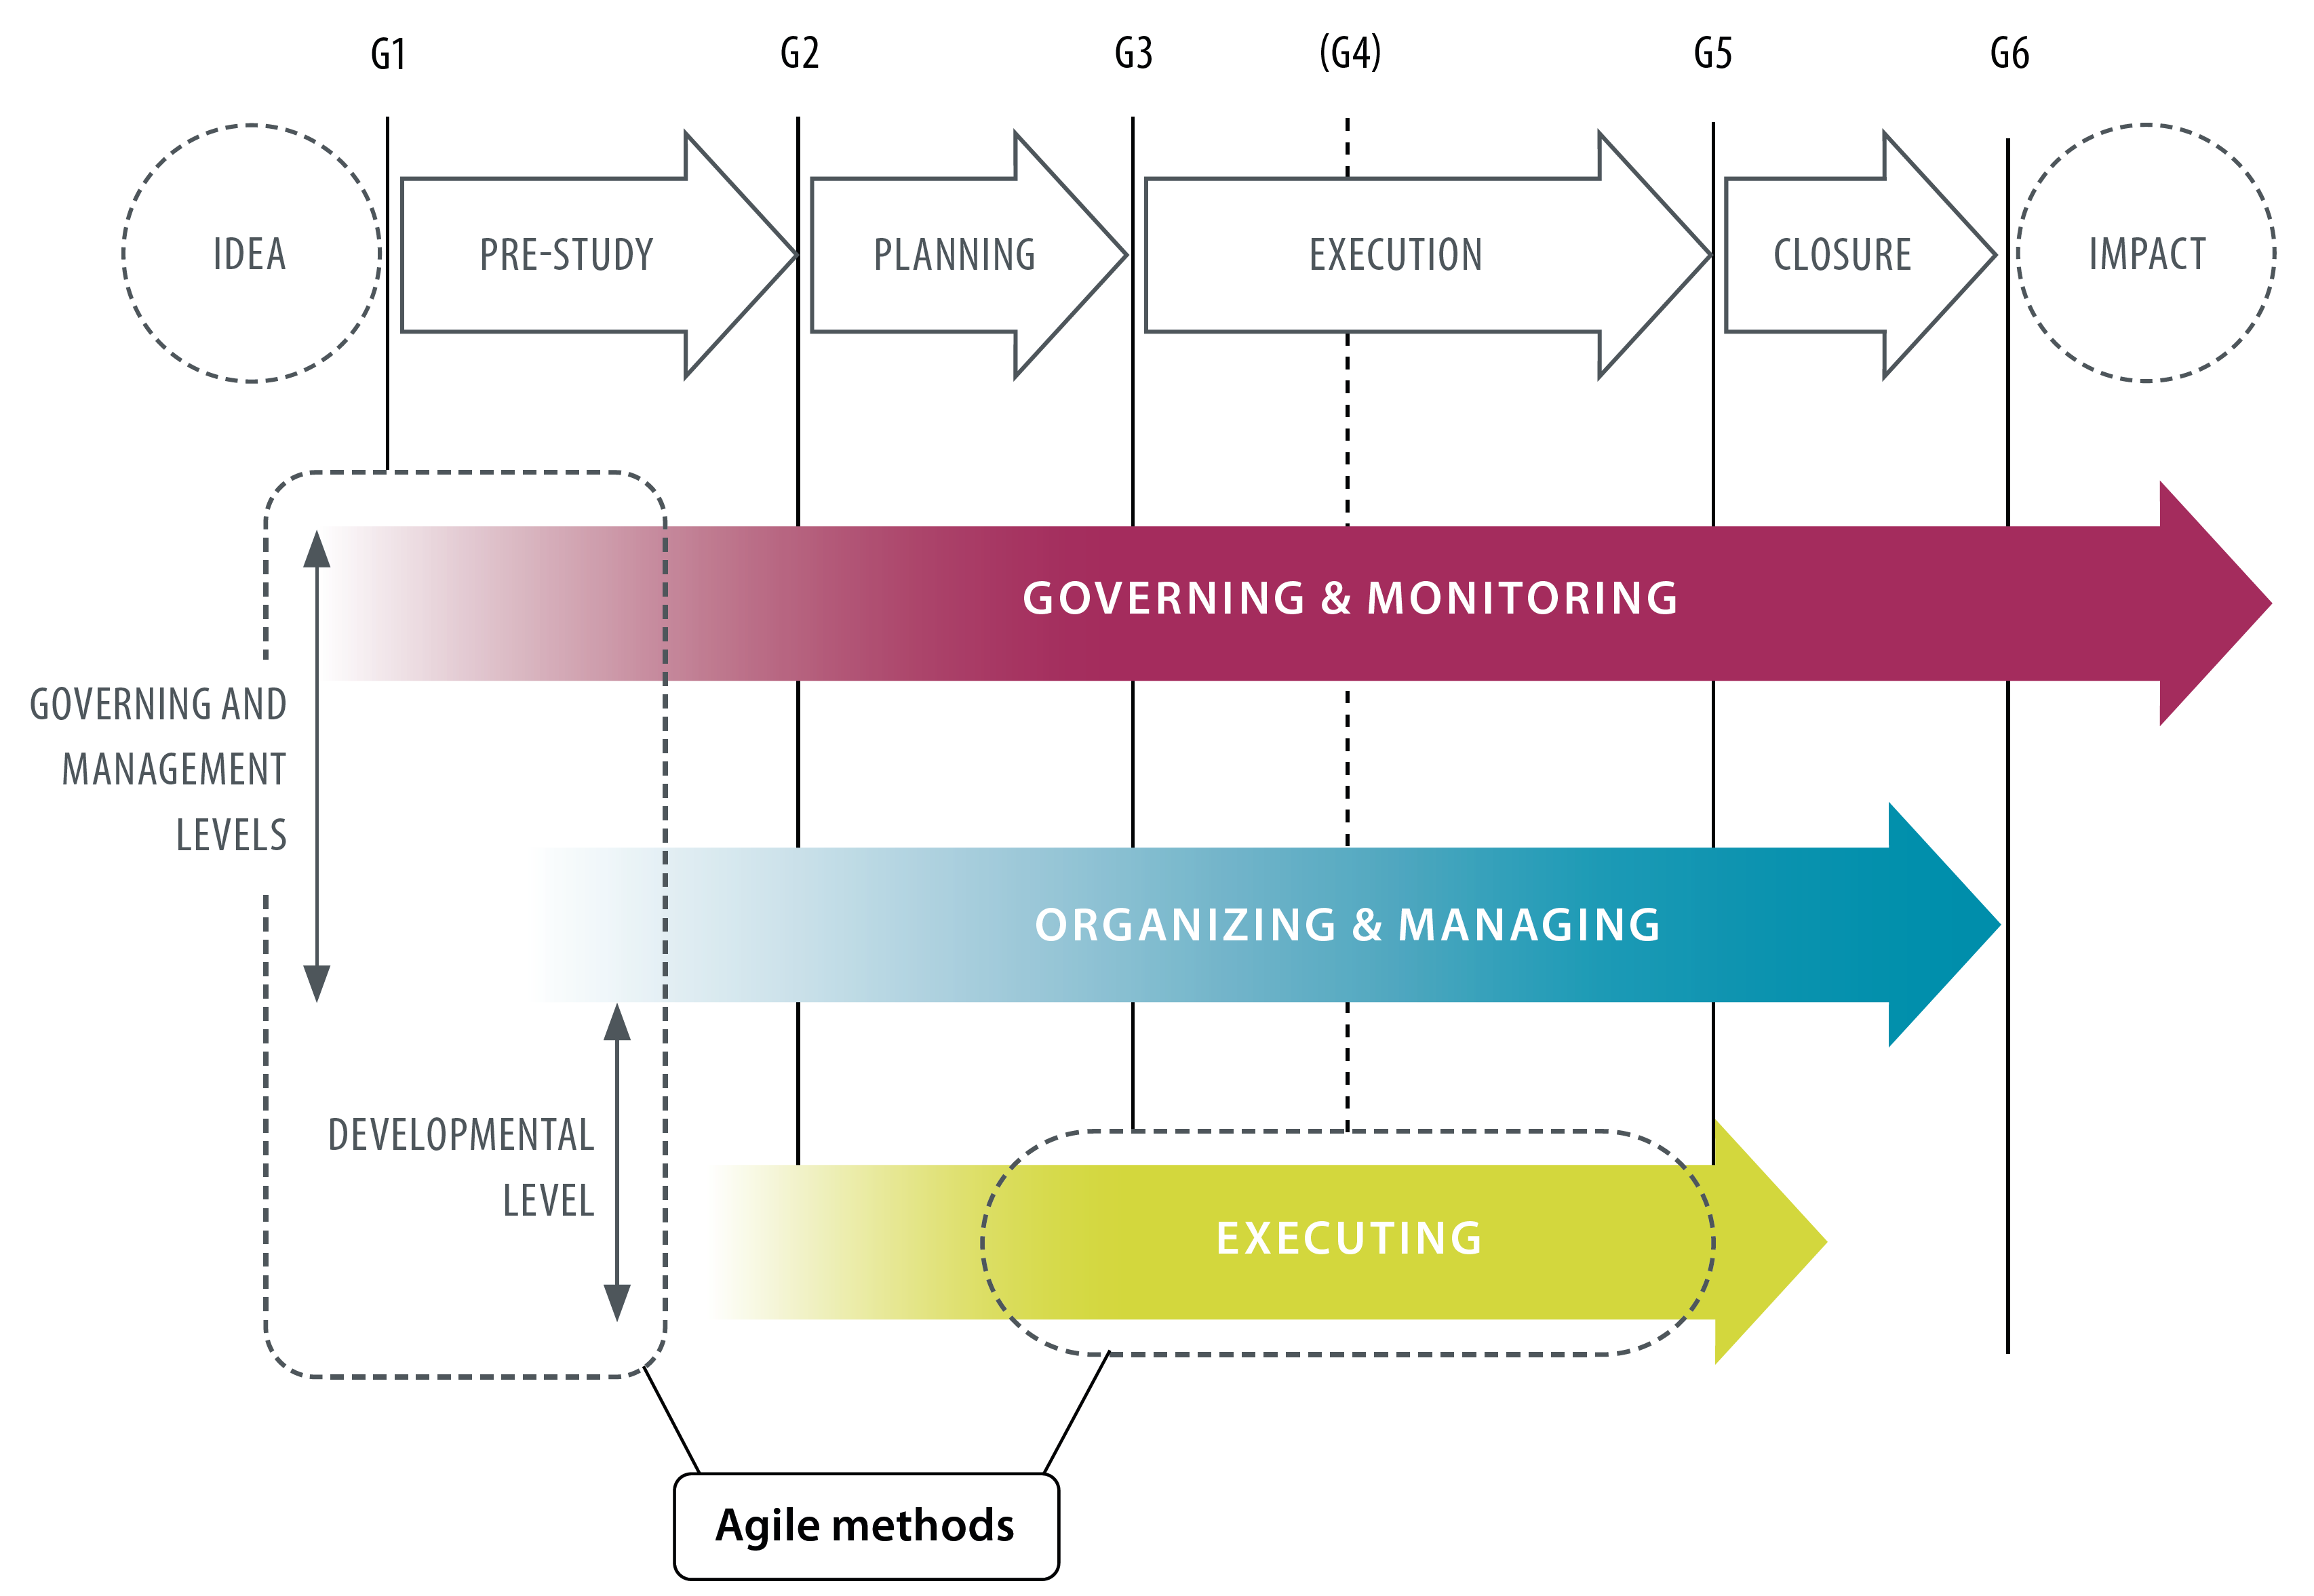 G1 G2 G3 (G4) G5 G6
IDEA PRE-STUDY PLANNING EXECUTION CLOSURE IMPACT
GOVERNING & MONITORING
GOVERNING AND
MANAGEMENT
LEVELS
ORGANIZING & MANAGING
DEVELOPMENTAL
LEVEL
EXECUTING
Agile methods